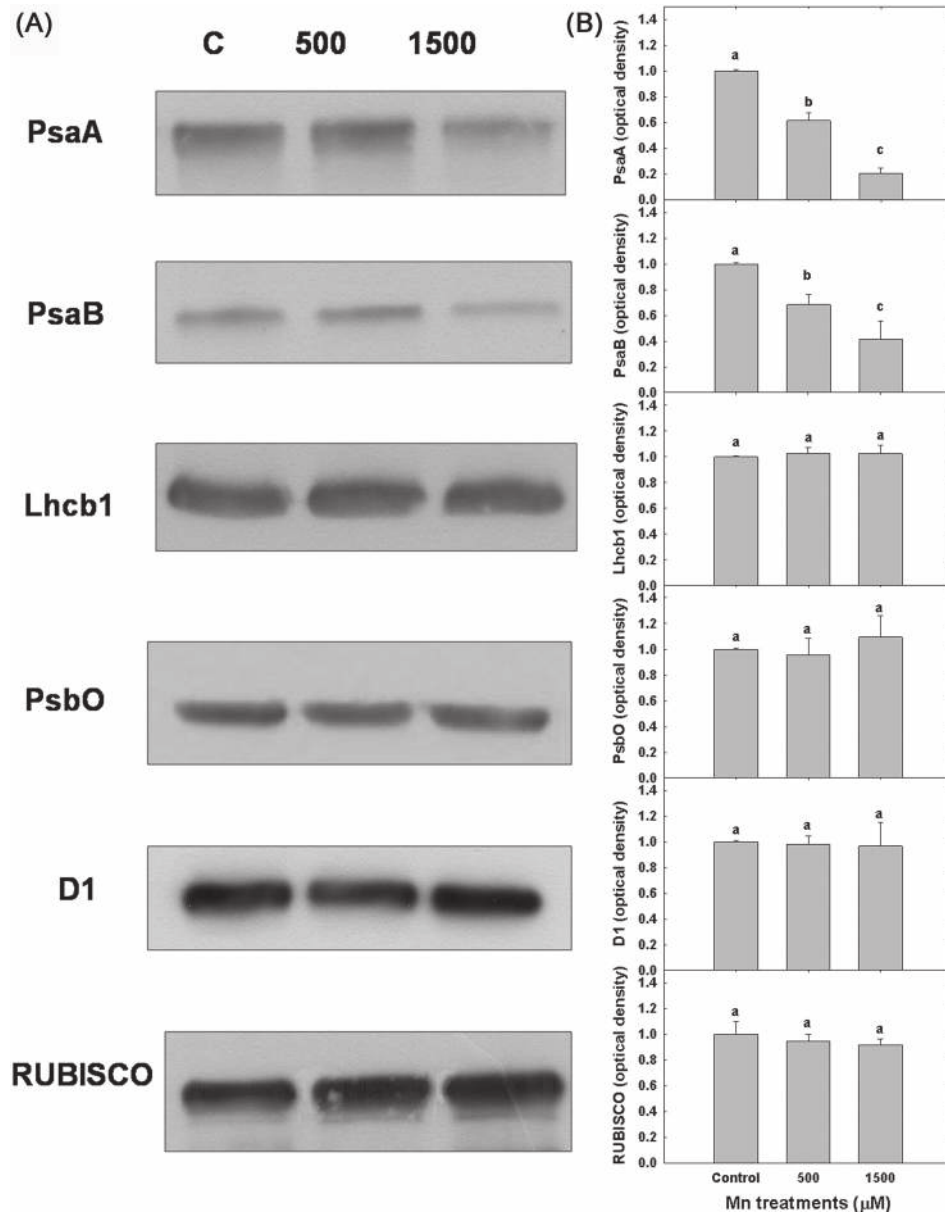 (A)
C 500 1500
PsaA
PsaB
Lhcb1
PsbO
D1
RUBISCO
(B)
PsaA (optical density)
1.4
1.2
1.0
0.8
0.6
0.4
0.2
0.0
a
b
c
PsaB (optical density)
1.4
1.2
1.0
0.8
0.6
0.4
0.2
0.0
a
b
c
Lhcb1 (optical density)
1.4
1.2
1.0
0.8
0.6
0.4
0.2
0.0
a a a
PsbO (optical density)
1.4
1.2
1.0
0.8
0.6
0.4
0.2
0.0
a a a
D1 (optical density)
1.4
1.2
1.0
0.8
0.6
0.4
0.2
0.0
a a a
RUBISCO (optical density)
1.4
1.2
1.0
0.8
0.6
0.4
0.2
0.0
a a a
Control 500 1500
Mn treatments (μM)